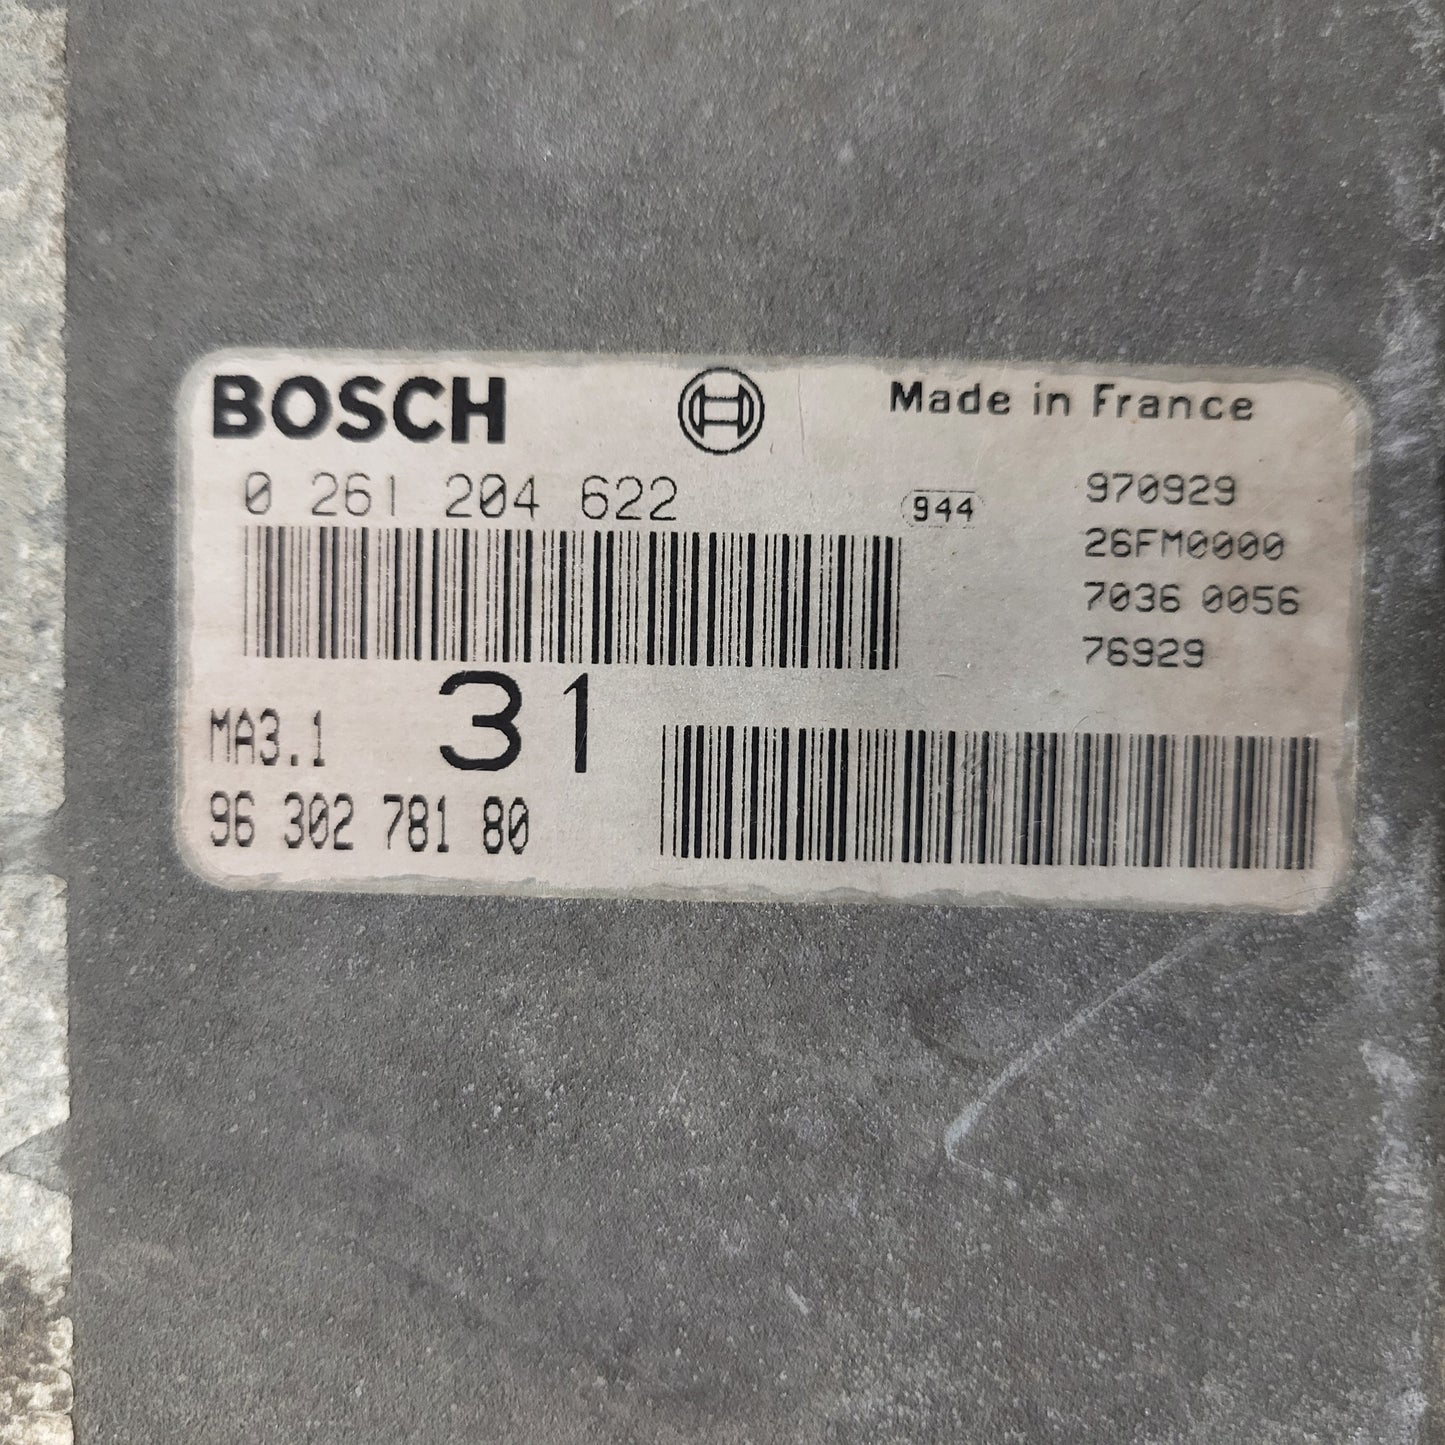 BOSCH
Made in France
0 261 204 622
944
970929
26FM0000
7036 0056
76929
MA3.1
31
96 302 781 80